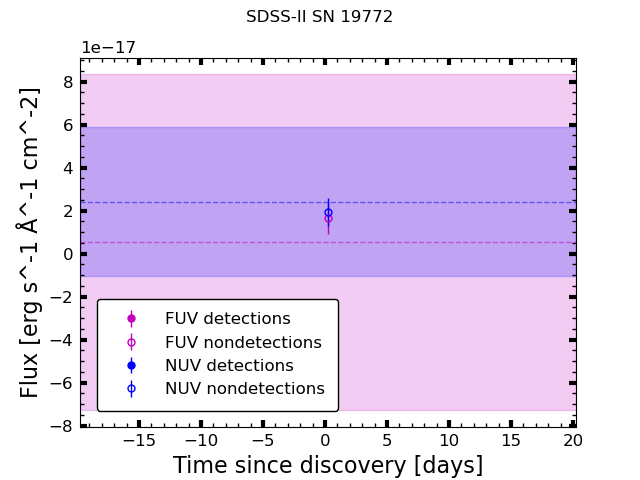 SDSS-II SN 19772
1e−17
8
6
4
2
0
−2
−4
−6
−8
Flux [erg s^-1 Å^-1 cm^-2]
FUV detections
FUV nondetections
NUV detections
NUV nondetections
−15 −10 −5 0 5 10 15 20
Time since discovery [days]